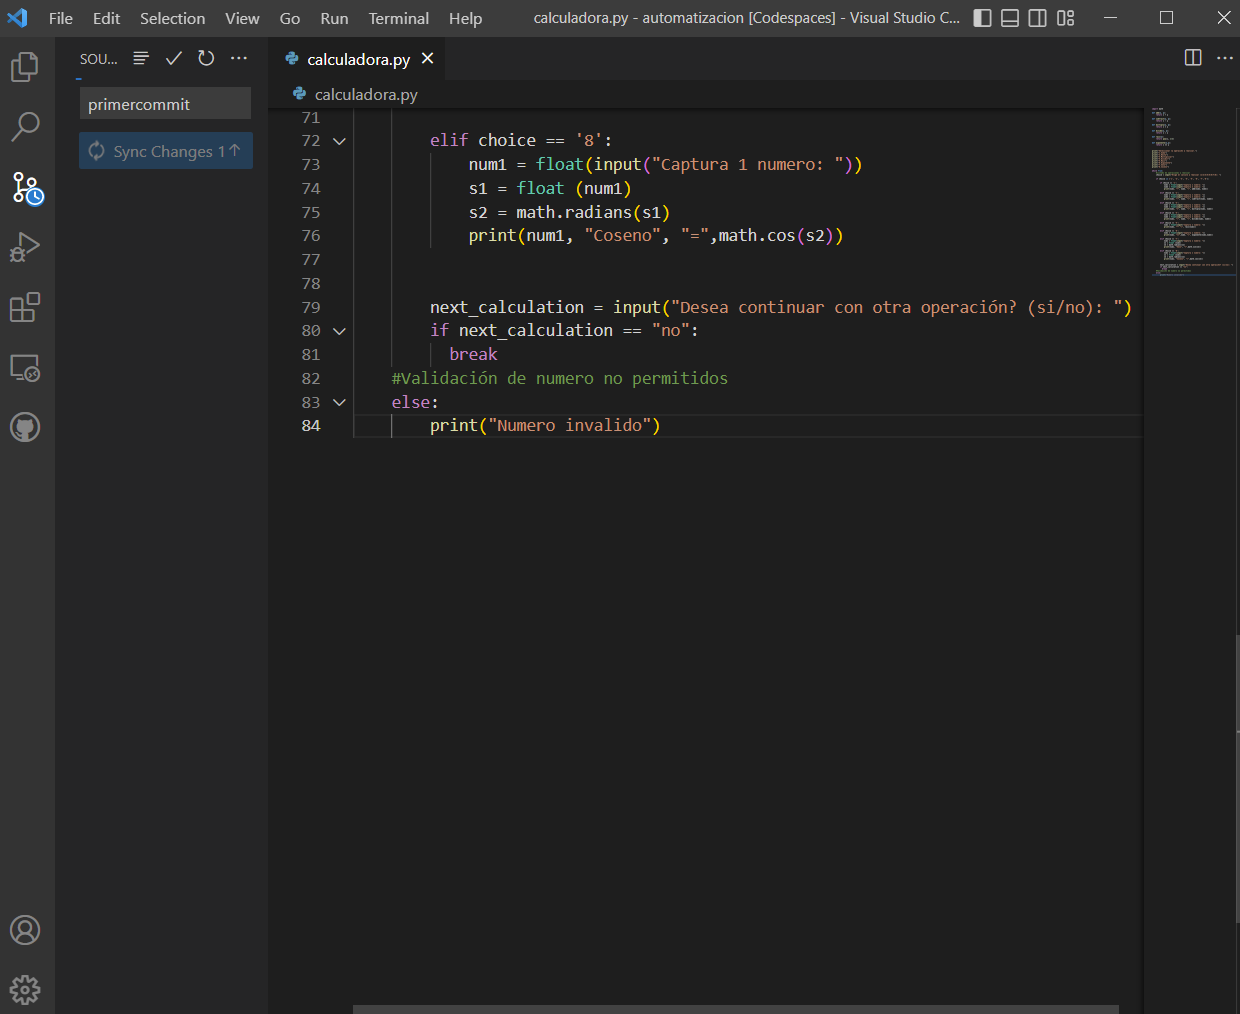 File Edit Selection View Go Run Terminal Help calculadora.py - automatizacion [Codespaces] - Visual Studio C...
SOU...
calculadora.py
primercommit
calculadora.py
Sync Changes 1↑
71
72 elif choice == '8':
73 num1 = float(input("Captura 1 numero: "))
74 s1 = float (num1)
75 s2 = math.radians(s1)
76 print(num1, "Coseno", "=",math.cos(s2))
77
78
79 next_calculation = input("Desea continuar con otra operación? (si/no): ")
80 if next_calculation == "no":
81 break
82 #Validación de numero no permitidos
83 else:
84 print("Numero invalido")